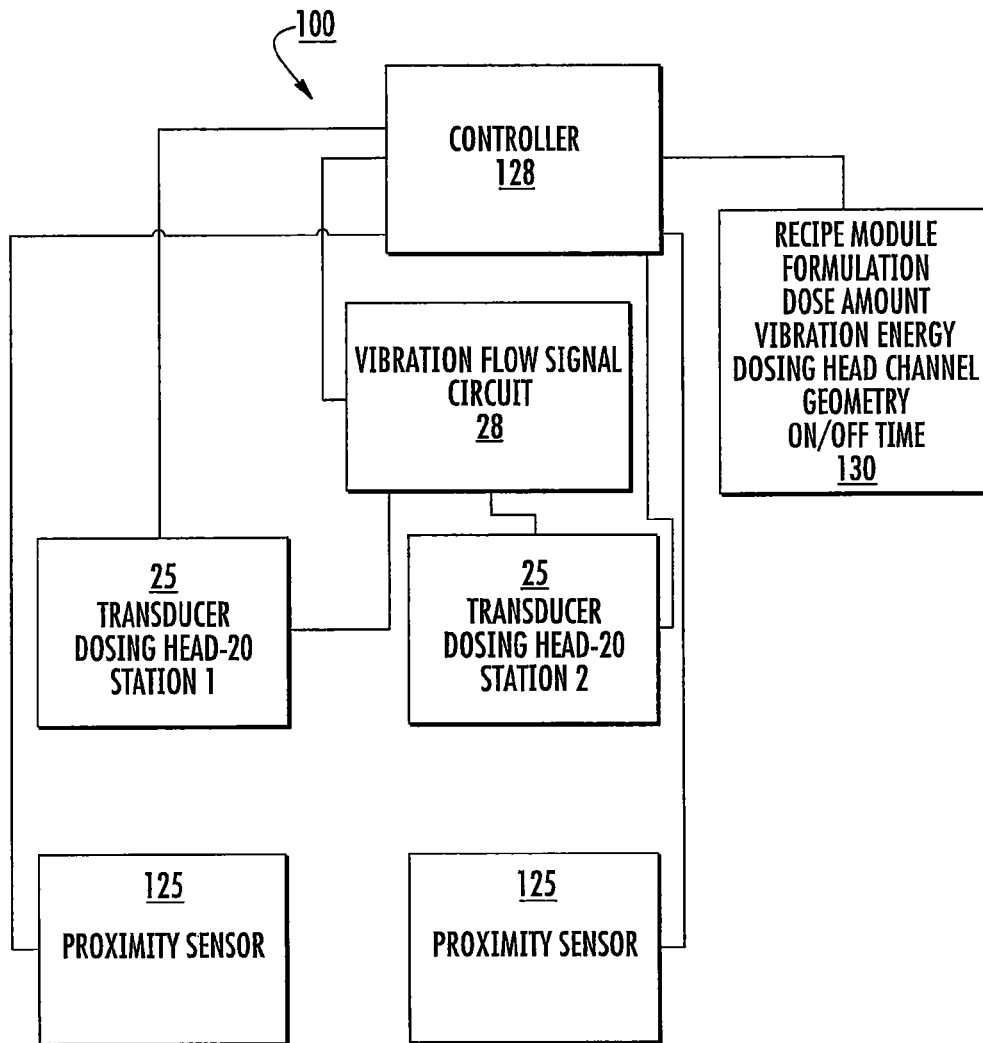 100
CONTROLLER
128
RECIPE MODULE
FORMULATION
DOSE AMOUNT
VIBRATION ENERGY
DOSING HEAD CHANNEL
GEOMETRY
ON/OFF TIME
130
VIBRATION FLOW SIGNAL
CIRCUIT
28
25
TRANSDUCER
DOSING HEAD-20
STATION 1
25
TRANSDUCER
DOSING HEAD-20
STATION 2
125
PROXIMITY SENSOR
125
PROXIMITY SENSOR